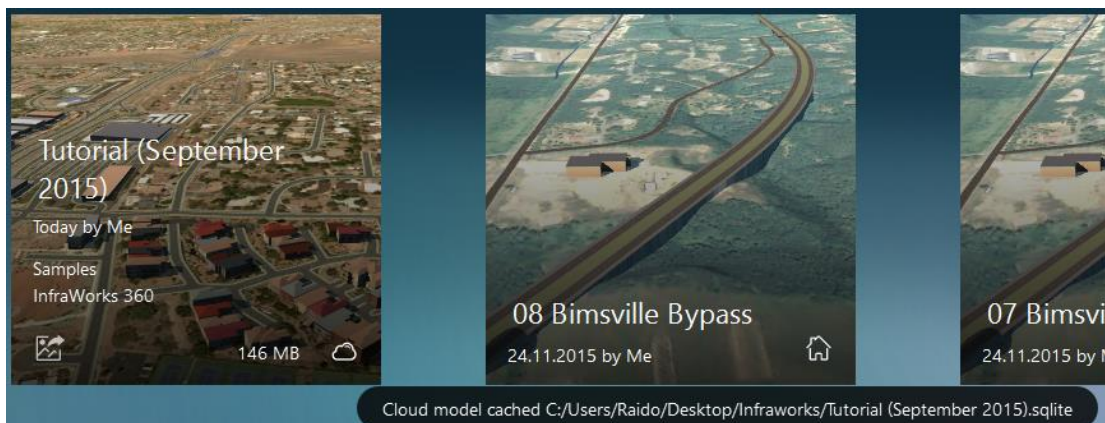 Tutorial (September
2015)
Today by Me
Samples
InfraWorks 360
146 MB
08 Bimsville Bypass
24.11.2015 by Me
07 Bimsvi
24.11.2015 by
Cloud model cached C:/Users/Raido/Desktop/Infraworks/Tutorial (September 2015).sqlite